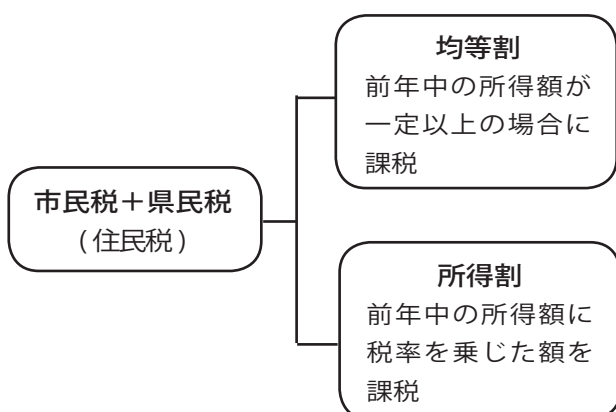 均等割
前年中の所得額が
一定以上の場合に
課税
市民税＋県民税
(住民税)
所得割
前年中の所得額に
税率を乗じた額を
課税